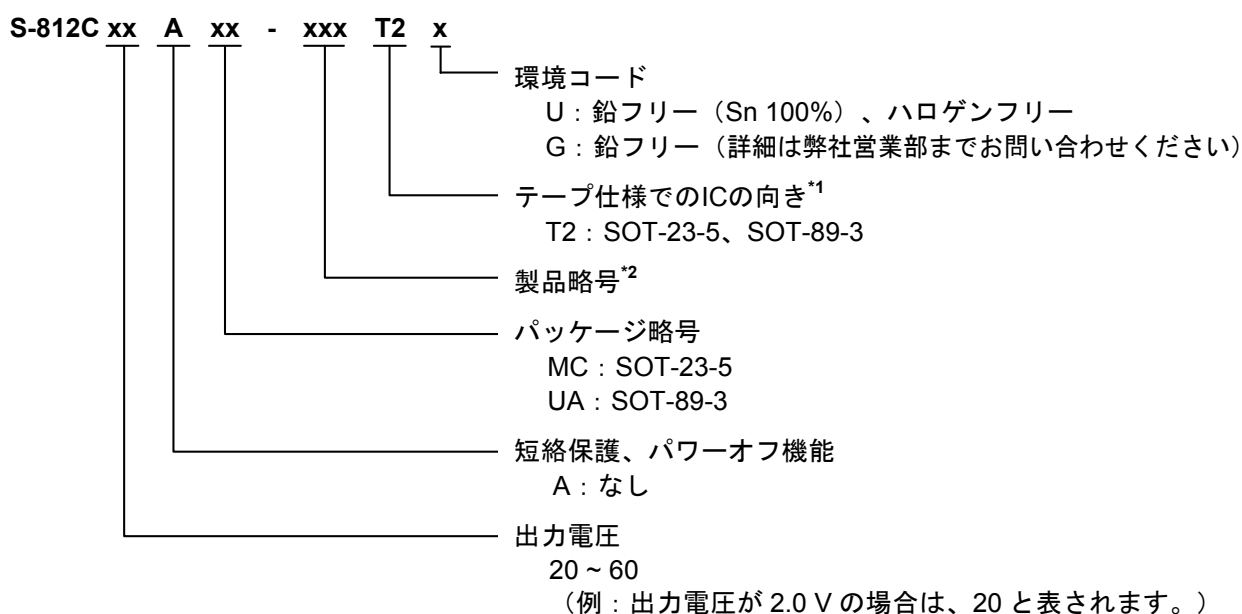 S-812C xx A xx - xxx T2 x
環境コード
U：鉛フリー（Sn 100%）、ハロゲンフリー
G：鉛フリー（詳細は弊社営業部までお問い合わせください）
テープ仕様でのICの向き*1
T2：SOT-23-5、SOT-89-3
製品略号*2
パッケージ略号
MC：SOT-23-5
UA：SOT-89-3
短絡保護、パワーオフ機能
A：なし
出力電圧
20 ~ 60
（例：出力電圧が 2.0 V の場合は、20 と表されます。）